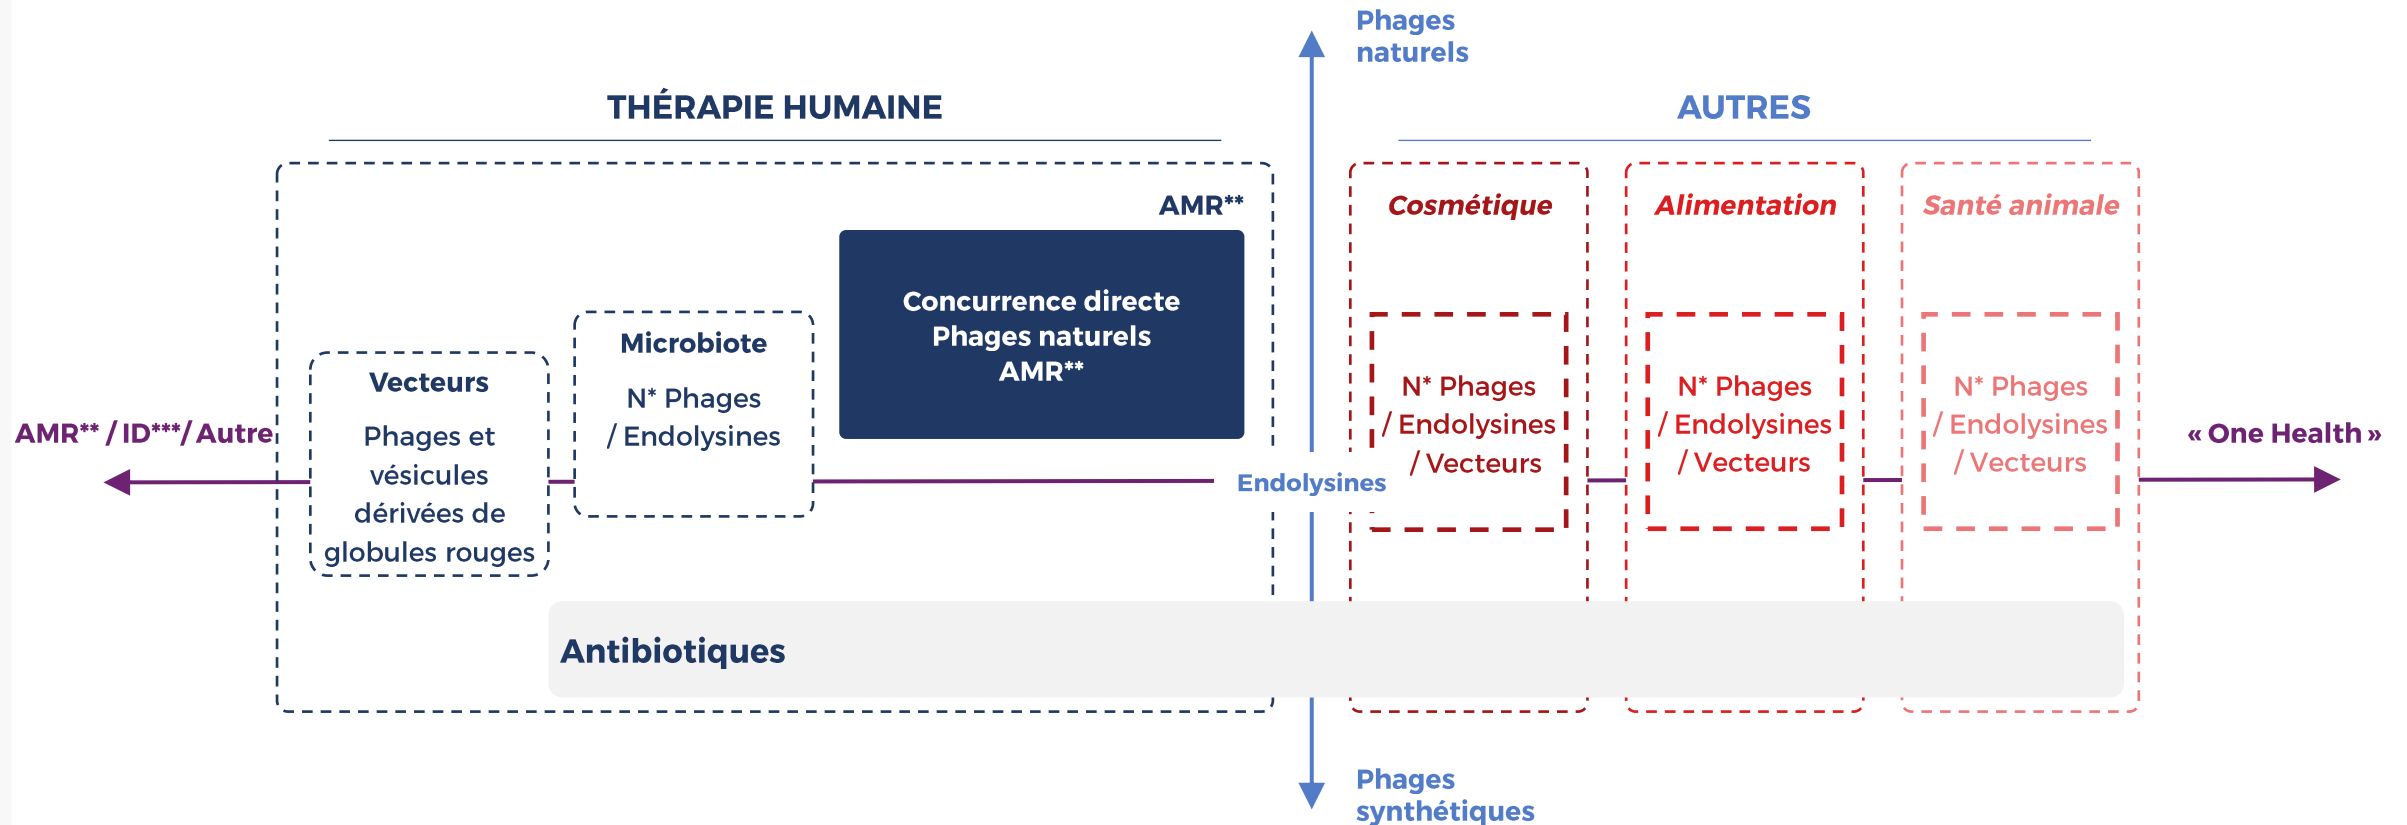 Phages
naturels
THÉRAPIE HUMAINE
AUTRES
AMR**
Concurrence directe
Phages naturels
AMR**
Microbiote
N* Phages
/ Endolysines
Vecteurs
Phages et
vésicules
dérivées de
globules rouges
AMR** / ID***/ Autre
Endolysines
Cosmétique
N* Phages
/ Endolysines
/ Vecteurs
Alimentation
N* Phages
/ Endolysines
/ Vecteurs
Santé animale
N* Phages
/ Endolysines
/ Vecteurs
« One Health »
Antibiotiques
Phages
synthétiques